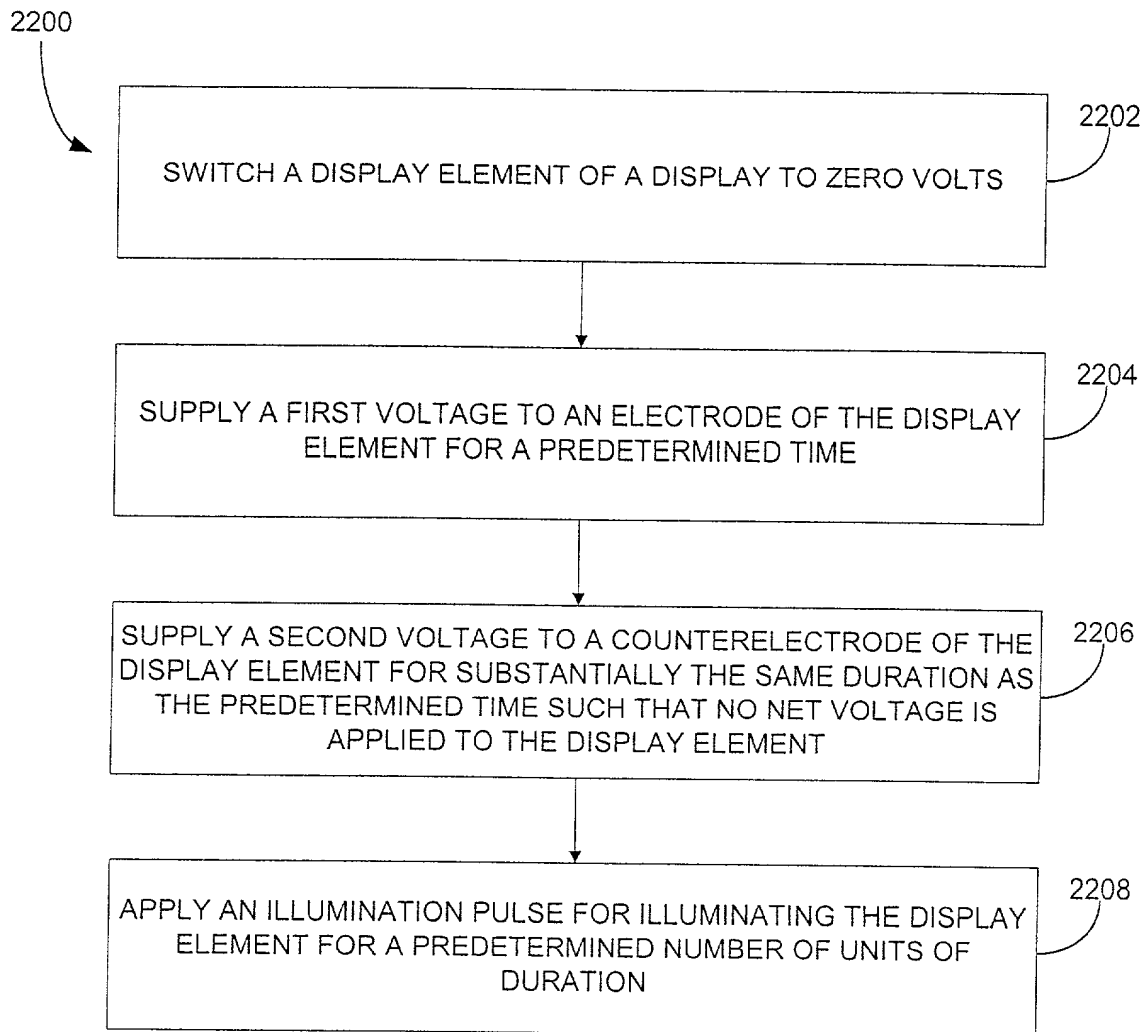 2200
2202
SWITCH A DISPLAY ELEMENT OF A DISPLAY TO ZERO VOLTS
2204
SUPPLY A FIRST VOLTAGE TO AN ELECTRODE OF THE DISPLAY
ELEMENT FOR A PREDETERMINED TIME
2206
SUPPLY A SECOND VOLTAGE TO A COUNTERELECTRODE OF THE
DISPLAY ELEMENT FOR SUBSTANTIALLY THE SAME DURATION AS
THE PREDETERMINED TIME SUCH THAT NO NET VOLTAGE IS
APPLIED TO THE DISPLAY ELEMENT
2208
APPLY AN ILLUMINATION PULSE FOR ILLUMINATING THE DISPLAY
ELEMENT FOR A PREDETERMINED NUMBER OF UNITS OF
DURATION